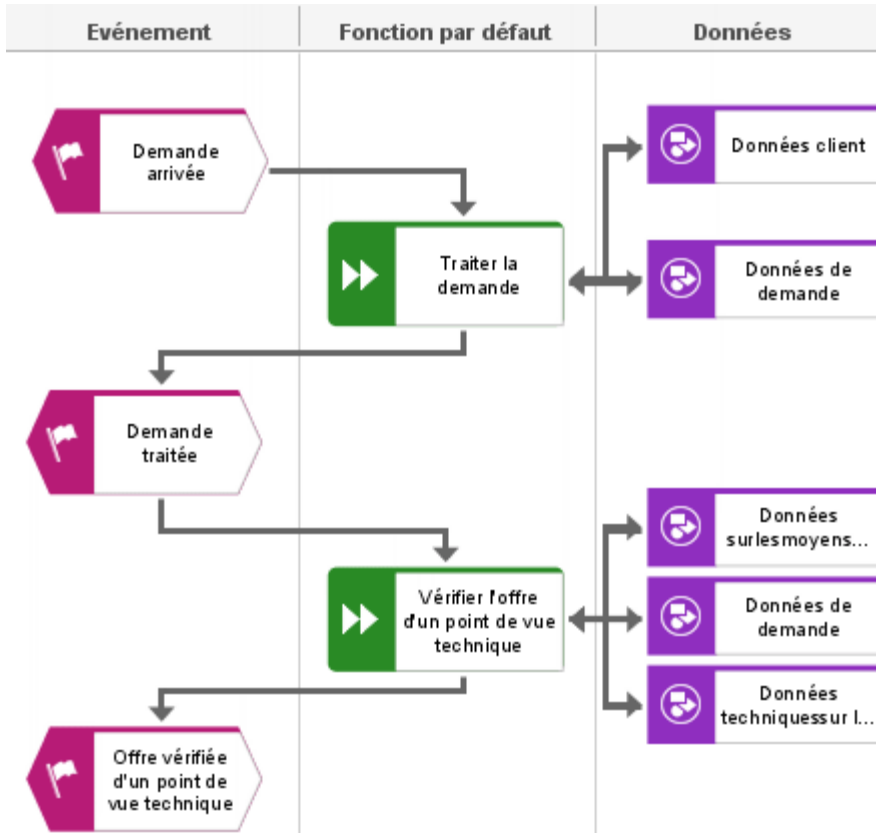 Evénement
Fonction par défaut
Données
Demande
arrivée
Données client
Traiter la
demande
Données de
demande
Demande
traitée
Données
surlesmoyens...
Vérifier l'offre
d'un point de vue
technique
Données de
demande
Données
techniquessur l...
Offre vérifiée
d'un point de
vue technique